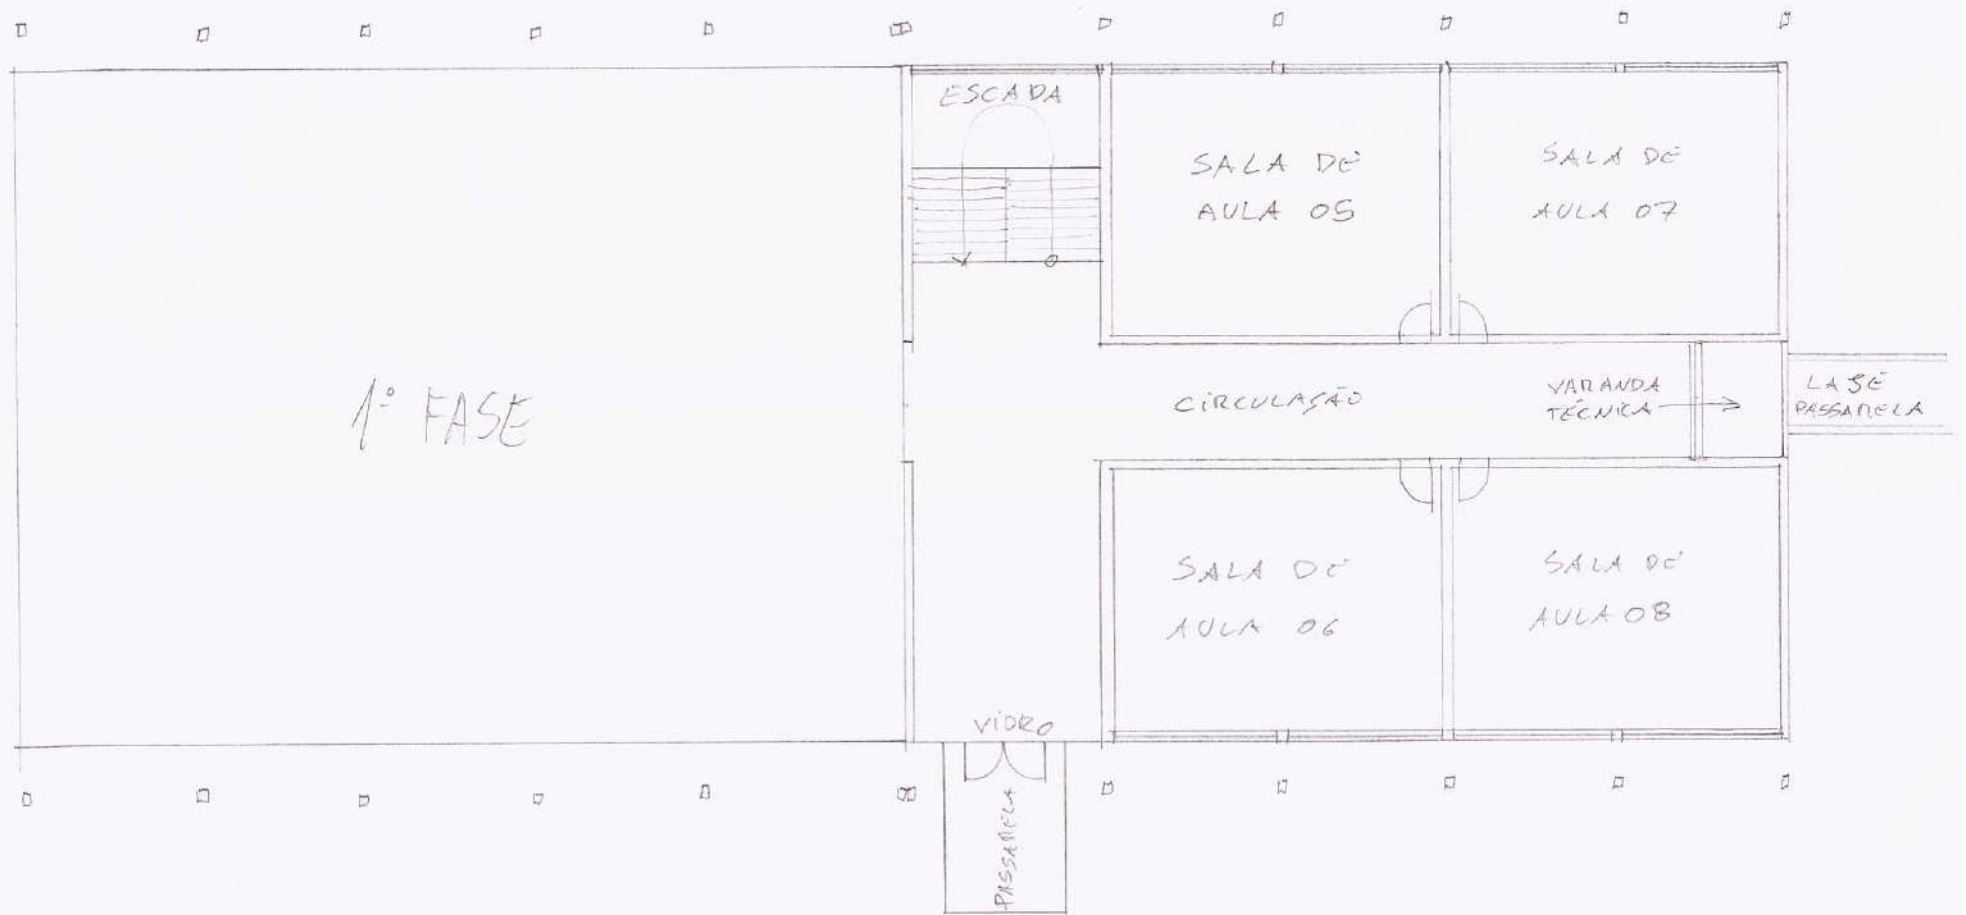 ESCADA
SALA DE
AULA 05
SALA DE
AULA 07
1º FASE
CIRCULAÇÃO
VARANDA
TÉCNICA
LAJE
PASSARELA
SALA DE
AULA 06
SALA DE
AULA 08
VIDRO
PASSARELA